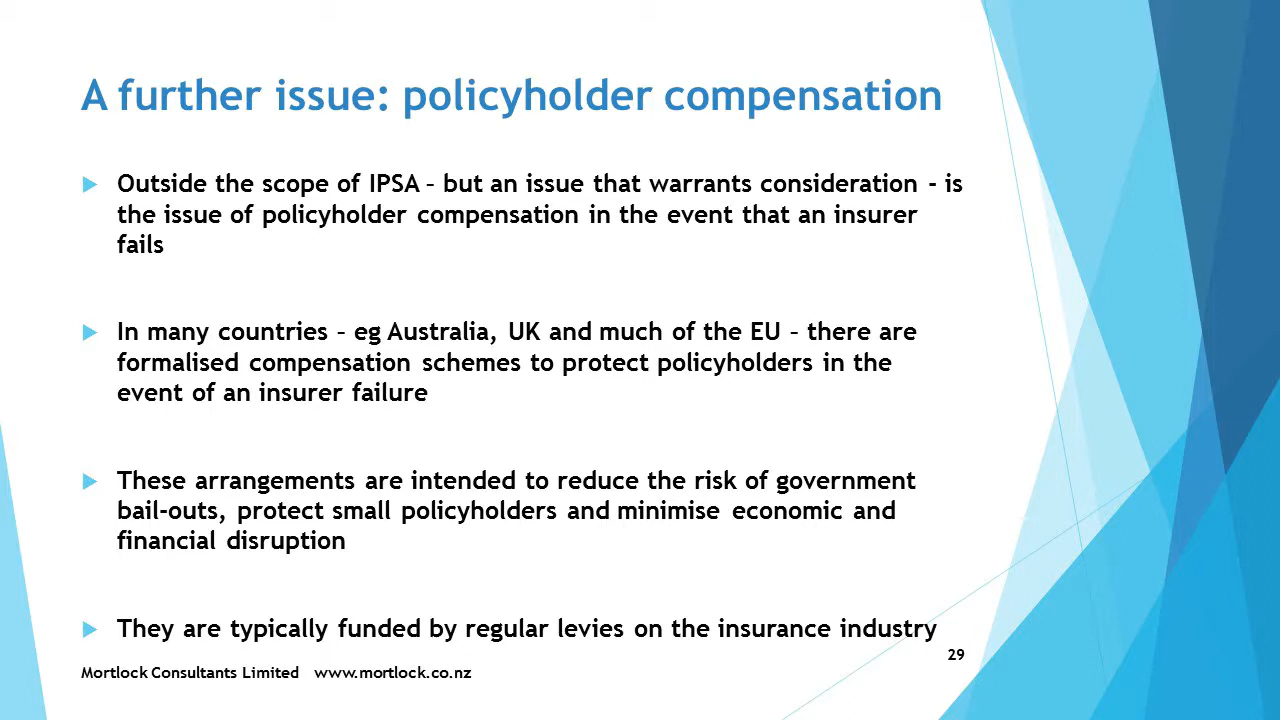 A further issue: policyholder compensation
Outside the scope of IPSA – but an issue that warrants consideration - is
the issue of policyholder compensation in the event that an insurer
fails
In many countries – eg Australia, UK and much of the EU – there are
formalised compensation schemes to protect policyholders in the
event of an insurer failure
These arrangements are intended to reduce the risk of government
bail-outs, protect small policyholders and minimise economic and
financial disruption
They are typically funded by regular levies on the insurance industry
29
Mortlock Consultants Limited www.mortlock.co.nz